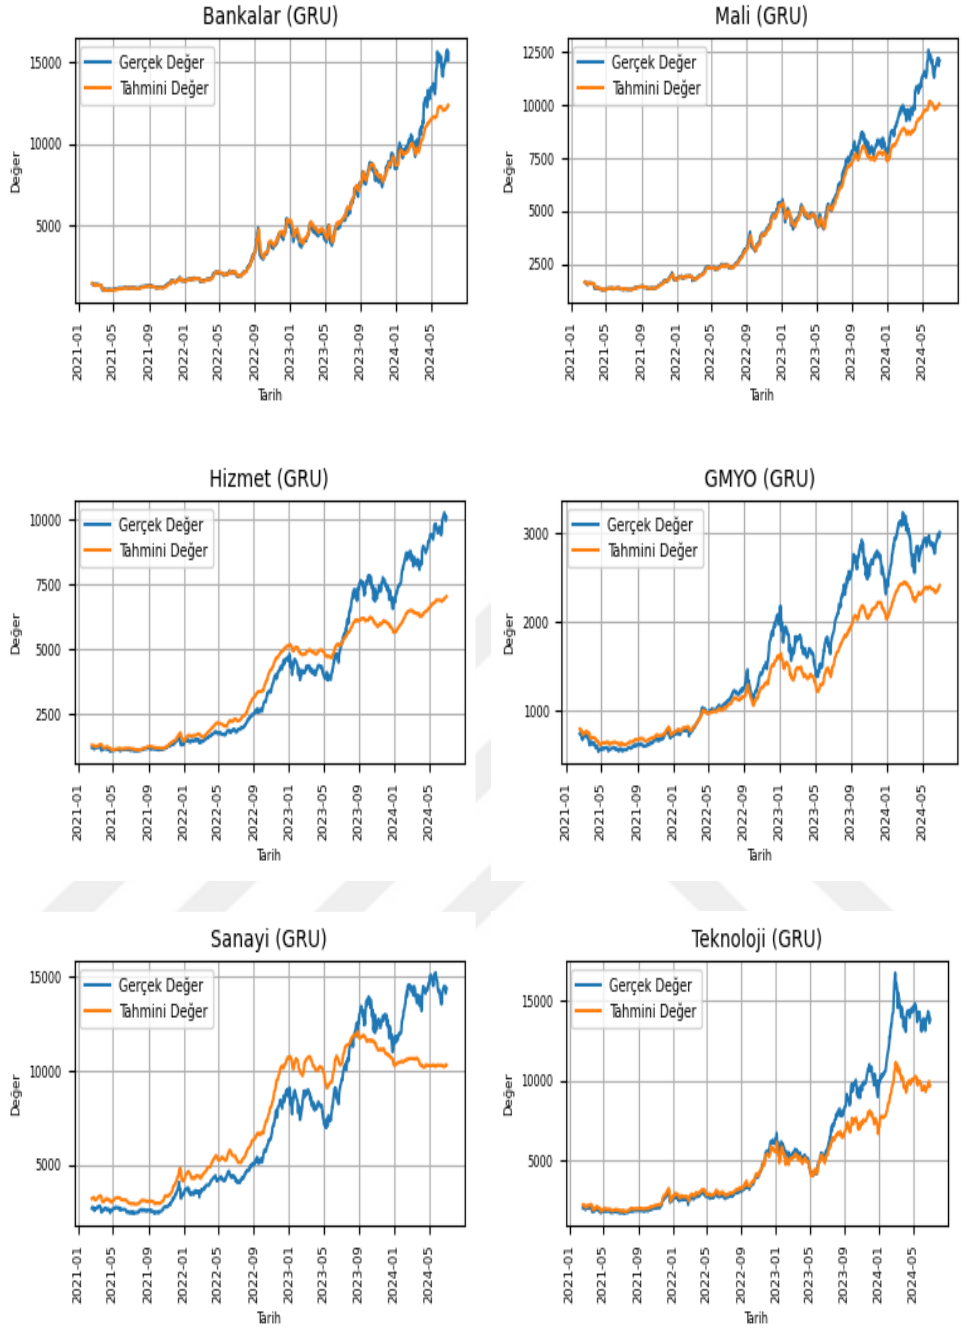 Bankalar (GRU)
Gerçek Değer
Tahmini Değer
15000
10000
5000
Değer
2021-01
2021-05
2021-09
2022-01
2022-05
2022-09
2023-01
2023-05
2023-09
2024-01
2024-05
Tarih
Mali (GRU)
Gerçek Değer
Tahmini Değer
12500
10000
7500
5000
2500
Değer
2021-01
2021-05
2021-09
2022-01
2022-05
2022-09
2023-01
2023-05
2023-09
2024-01
2024-05
Tarih
Hizmet (GRU)
Gerçek Değer
Tahmini Değer
10000
7500
5000
2500
Değer
2021-01
2021-05
2021-09
2022-01
2022-05
2022-09
2023-01
2023-05
2023-09
2024-01
2024-05
Tarih
GMYO (GRU)
Gerçek Değer
Tahmini Değer
3000
2000
1000
Değer
2021-01
2021-05
2021-09
2022-01
2022-05
2022-09
2023-01
2023-05
2023-09
2024-01
2024-05
Tarih
Sanayi (GRU)
Gerçek Değer
Tahmini Değer
15000
10000
5000
Değer
2021-01
2021-05
2021-09
2022-01
2022-05
2022-09
2023-01
2023-05
2023-09
2024-01
2024-05
Tarih
Teknoloji (GRU)
Gerçek Değer
Tahmini Değer
15000
10000
5000
Değer
2021-01
2021-05
2021-09
2022-01
2022-05
2022-09
2023-01
2023-05
2023-09
2024-01
2024-05
Tarih